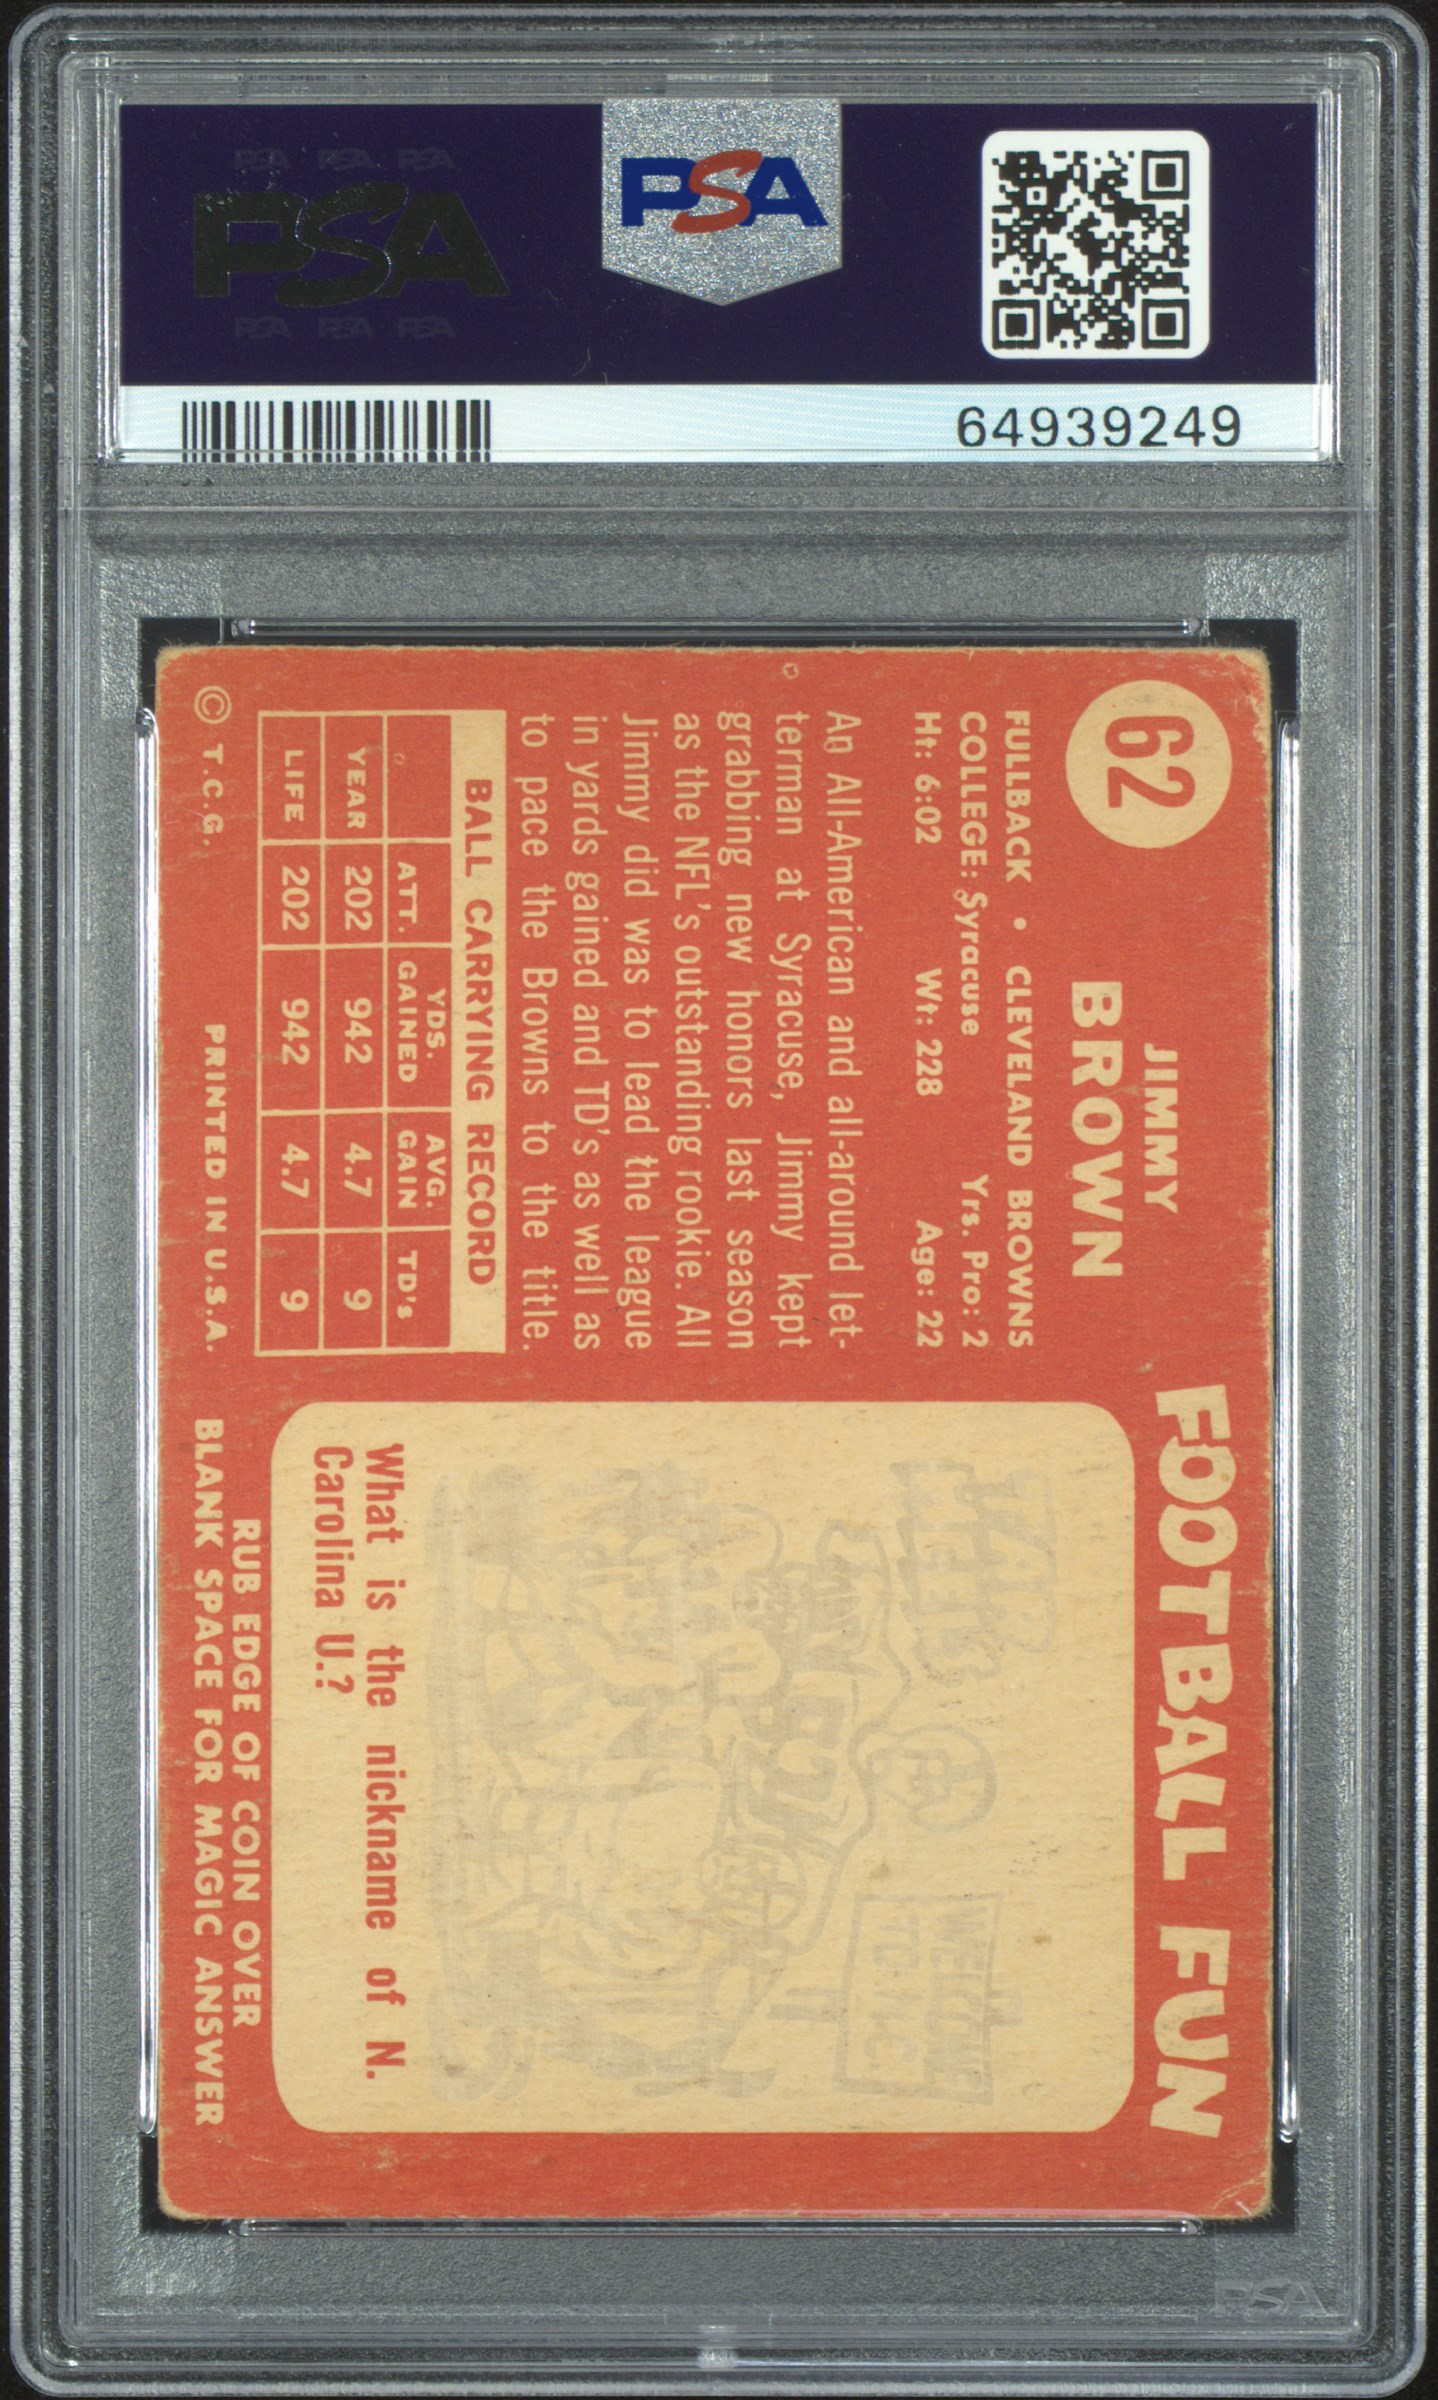 PSA PSA PSA
PSA
PSA PSA PSA
PSA
64939249
62
JIMMY
BROWN
FULLBACK • CLEVELAND BROWNS
COLLEGE: Syracuse Yrs. Pro: 2
Ht: 6:02 Wt: 228 Age: 22
An All-American and all-around let-
terman at Syracuse, Jimmy kept
grabbing new honors last season
as the NFL's outstanding rookie. All
Jimmy did was to lead the league
in yards gained and TD's as well as
to pace the Browns to the title.
BALL CARRYING RECORD
ATT. YDS. GAINED AVG. GAIN TD's
YEAR 202 942 4.7 9
LIFE 202 942 4.7 9
© T.C.G. PRINTED IN U.S.A.
FOOTBALL FUN
TAR
HEELS
WELCOME
TO N.C.
What is the nickname of N.
Carolina U.?
RUB EDGE OF COIN OVER
BLANK SPACE FOR MAGIC ANSWER
PSA